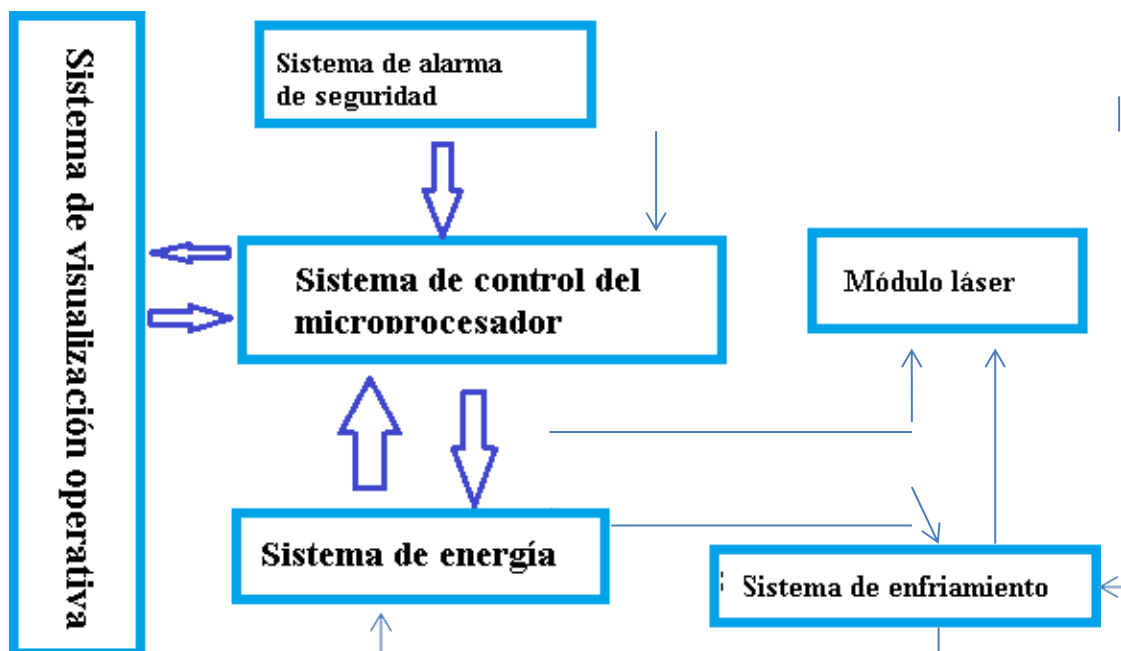 Sistema de visualización operativa
Sistema de alarma
de seguridad
Sistema de control del
microprocesador
Módulo láser
Sistema de energía
Sistema de enfriamiento